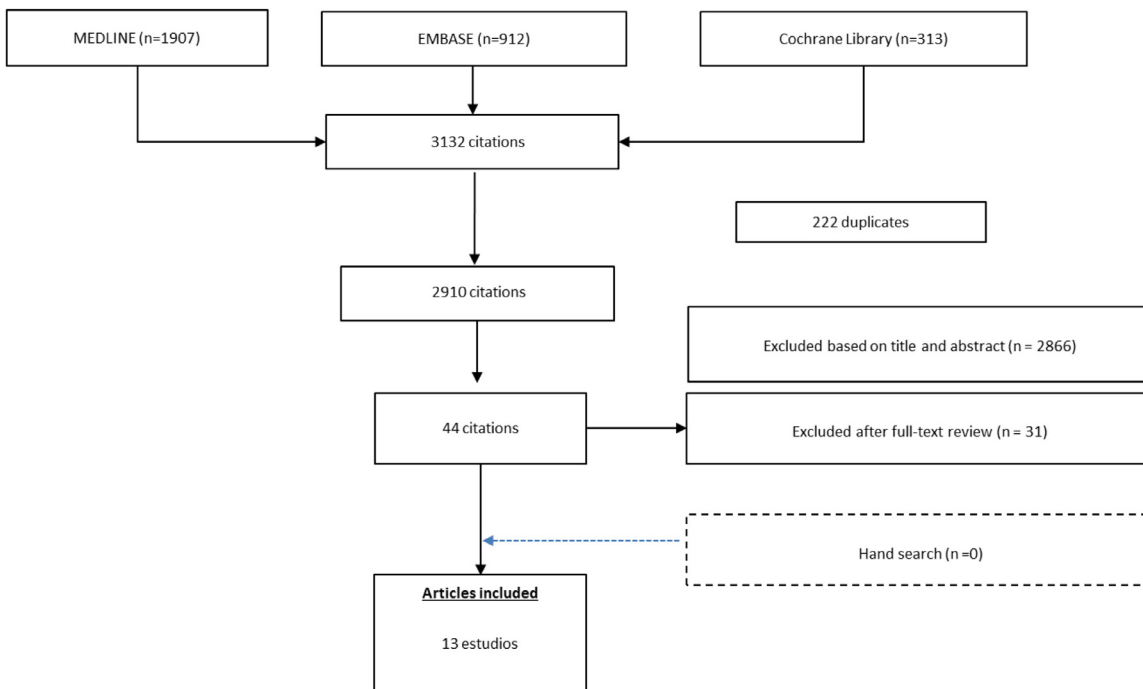 MEDLINE (n=1907)
EMBASE (n=912)
Cochrane Library (n=313)
3132 citations
222 duplicates
2910 citations
Excluded based on title and abstract (n = 2866)
44 citations
Excluded after full-text review (n = 31)
Hand search (n =0)
Articles included
13 estudios